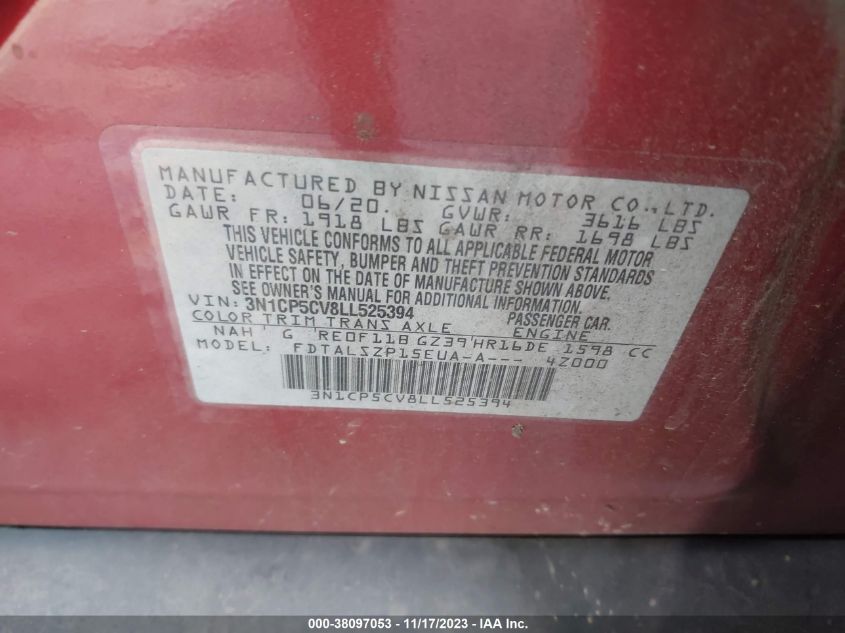 MANUFACTURED BY NISSAN MOTOR CO.,LTD.
DATE: 06/20. GVWR: 3616 LBS
GAWR FR: 1918 LBS GAWR RR: 1698 LBS
THIS VEHICLE CONFORMS TO ALL APPLICABLE FEDERAL MOTOR
VEHICLE SAFETY, BUMPER AND THEFT PREVENTION STANDARDS
IN EFFECT ON THE DATE OF MANUFACTURE SHOWN ABOVE.
SEE OWNER'S MANUAL FOR ADDITIONAL INFORMATION.
VIN: 3N1CP5CV8LL525394 PASSENGER CAR.
COLOR TRIM TRANS AXLE ENGINE
NAH G RE0F11B GZ39 HR16DE 1598 CC
MODEL: FDTALSZP15EUA-A--- 4Z000
3N1CP5CV8LL525394
000-38097053 - 11/17/2023 - IAA Inc.